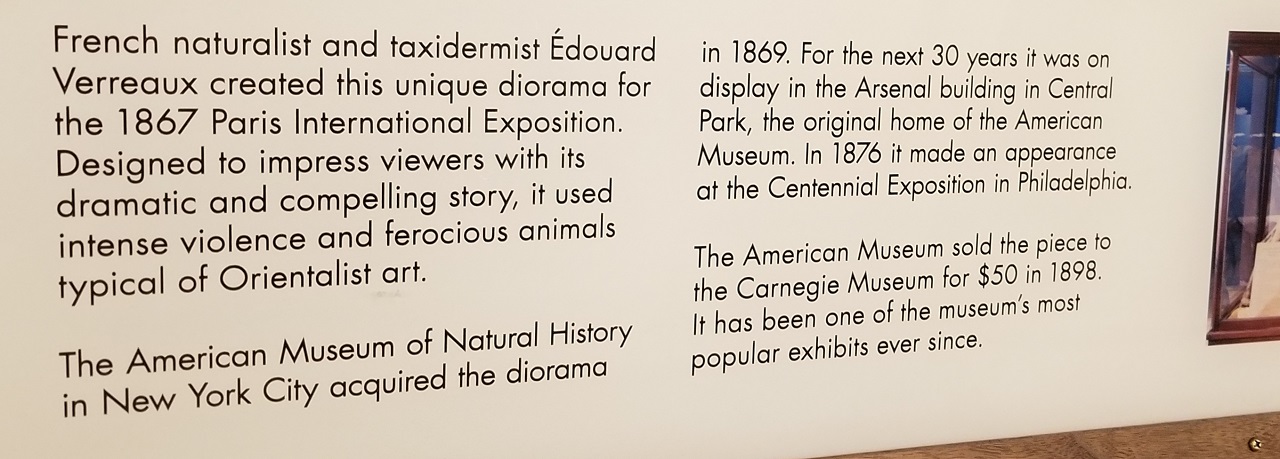 French naturalist and taxidermist Édouard
Verreaux created this unique diorama for
the 1867 Paris International Exposition.
Designed to impress viewers with its
dramatic and compelling story, it used
intense violence and ferocious animals
typical of Orientalist art.
The American Museum of Natural History
in New York City acquired the diorama
in 1869. For the next 30 years it was on
display in the Arsenal building in Central
Park, the original home of the American
Museum. In 1876 it made an appearance
at the Centennial Exposition in Philadelphia.
The American Museum sold the piece to
the Carnegie Museum for $50 in 1898.
It has been one of the museum's most
popular exhibits ever since.